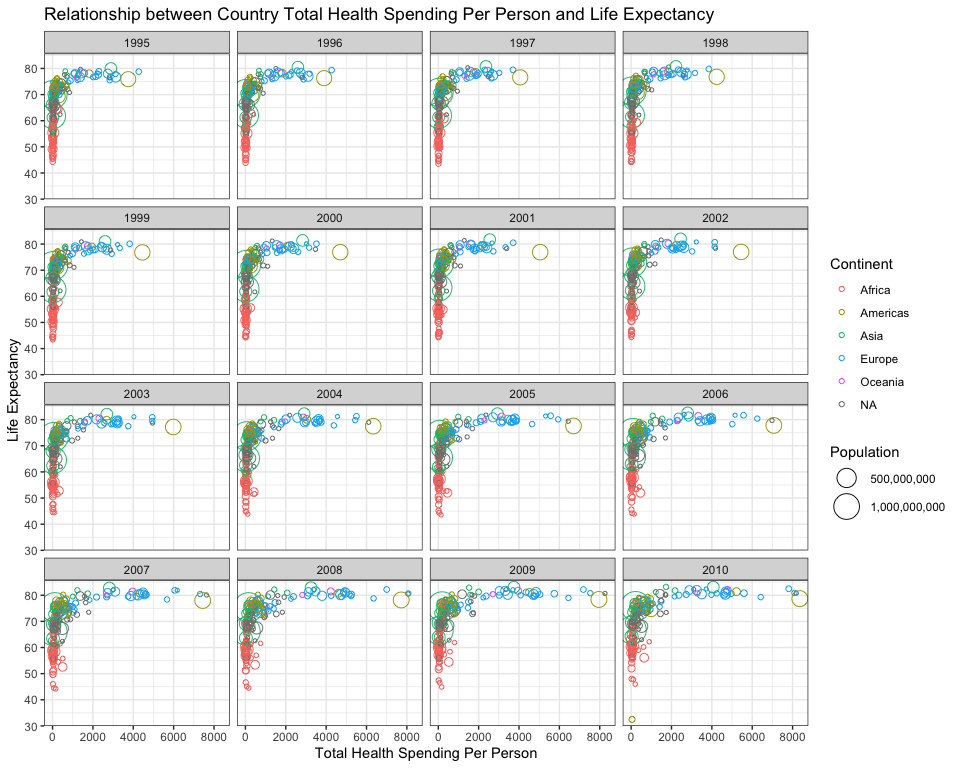 Relationship between Country Total Health Spending Per Person and Life Expectancy
1995 1996 1997 1998
80
70
60
50
40
30
1999 2000 2001 2002
80
70
60
50
40
30
2003 2004 2005 2006
80
70
60
50
40
30
2007 2008 2009 2010
80
70
60
50
40
30
0 2000 4000 6000 8000 0 2000 4000 6000 8000 0 2000 4000 6000 8000 0 2000 4000 6000 8000
Life Expectancy
Total Health Spending Per Person
Continent
Africa
Americas
Asia
Europe
Oceania
NA
Population
500,000,000
1,000,000,000